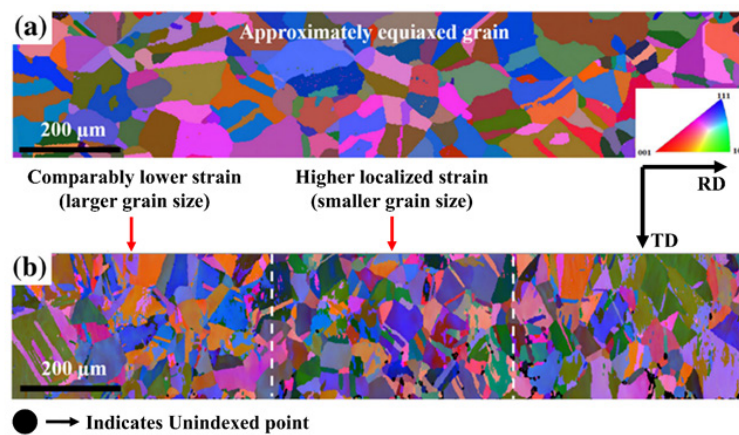 (a)
Approximately equiaxed grain
200 µm
111
001
10
Comparably lower strain
(larger grain size)
Higher localized strain
(smaller grain size)
RD
TD
(b)
200 µm
Indicates Unindexed point